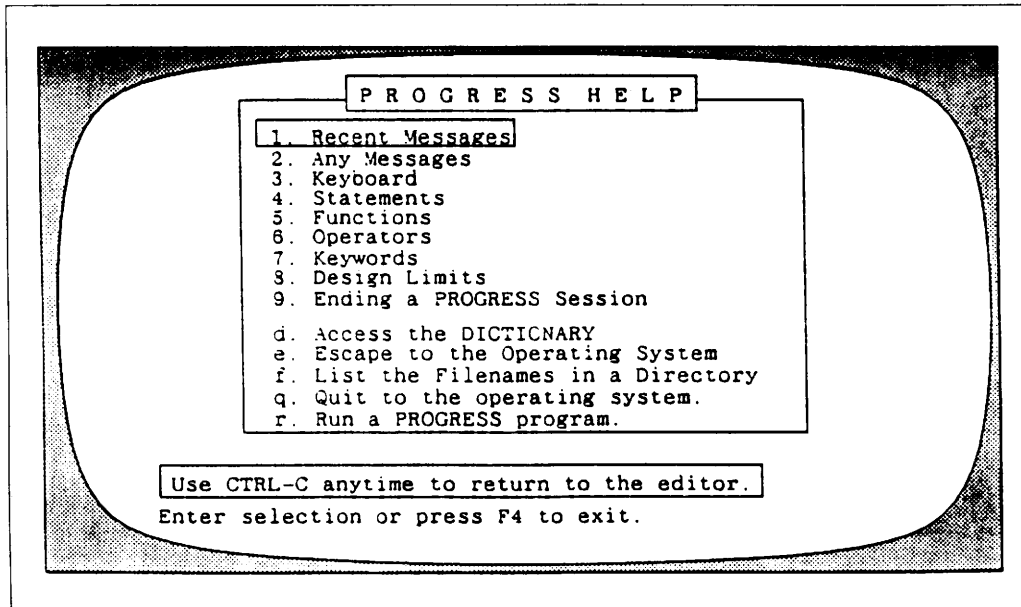 P R O G R E S S   H E L P
1. Recent Messages
2. Any Messages
3. Keyboard
4. Statements
5. Functions
6. Operators
7. Keywords
8. Design Limits
9. Ending a PROGRESS Session
d. Access the DICTICNARY
e. Escape to the Operating System
f. List the Filenames in a Directory
q. Quit to the operating system.
r. Run a PROGRESS program.
Use CTRL-C anytime to return to the editor.
Enter selection or press F4 to exit.